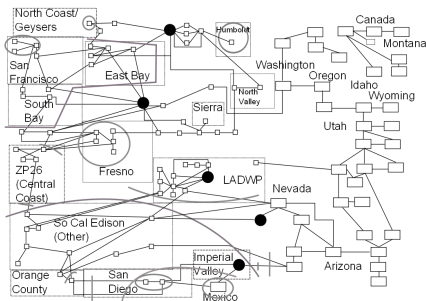 North Coast/
Geysers
Humboldt
Canada
Montana
San
Francisco
East Bay
Washington
Oregon
Idaho
Wyoming
South
Bay
Sierra
North
Valley
Utah
ZP26
(Central
Coast)
Fresno
LADWP
Nevada
So Cal Edison
(Other)
Imperial
Valley
Arizona
Orange
County
San
Diego
Mexico